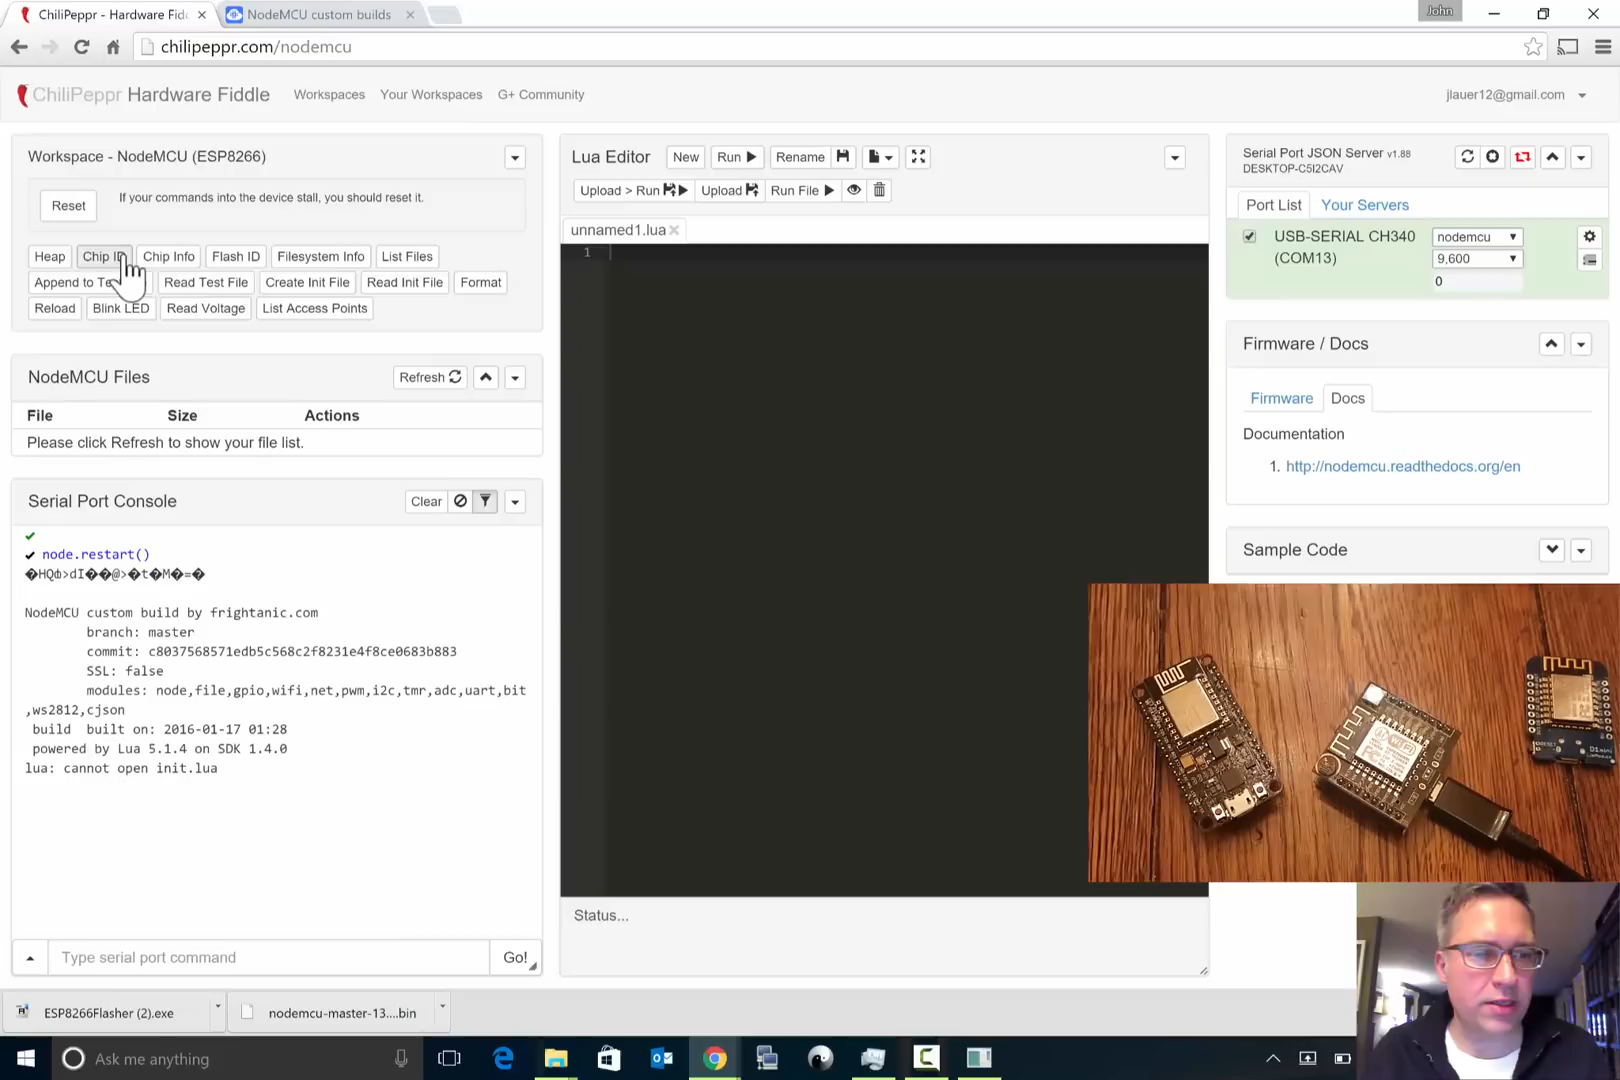 ChiliPeppr - Hardware Fid
NodeMCU custom builds
John
chilipeppr.com/nodemcu
ChiliPeppr Hardware Fiddle
Workspaces
Your Workspaces
G+ Community
jlauer12@gmail.com
Workspace - NodeMCU (ESP8266)
Reset
If your commands into the device stall, you should reset it.
Heap
Chip ID
Chip Info
Flash ID
Filesystem Info
List Files
Append to Te
Read Test File
Create Init File
Read Init File
Format
Reload
Blink LED
Read Voltage
List Access Points
NodeMCU Files
Refresh
File
Size
Actions
Please click Refresh to show your file list.
Serial Port Console
Clear
node.restart()
�HQȸ>dI��@>�t�M�=�
NodeMCU custom build by frightanic.com
branch: master
commit: c8037568571edb5c568c2f8231e4f8ce0683b883
SSL: false
modules: node,file,gpio,wifi,net,pwm,i2c,tmr,adc,uart,bit
,ws2812,cjson
build built on: 2016-01-17 01:28
powered by Lua 5.1.4 on SDK 1.4.0
lua: cannot open init.lua
Type serial port command
Go!
Lua Editor
New
Run
Rename
Upload > Run
Upload
Run File
unnamed1.lua
1
Status...
Serial Port JSON Server v1.88
DESKTOP-C5I2CAV
Port List
Your Servers
USB-SERIAL CH340
(COM13)
nodemcu
9,600
0
Firmware / Docs
Firmware
Docs
Documentation
1. http://nodemcu.readthedocs.org/en
Sample Code
WiFi
D1 mini
ESP8266Flasher (2).exe
nodemcu-master-13....bin
Ask me anything